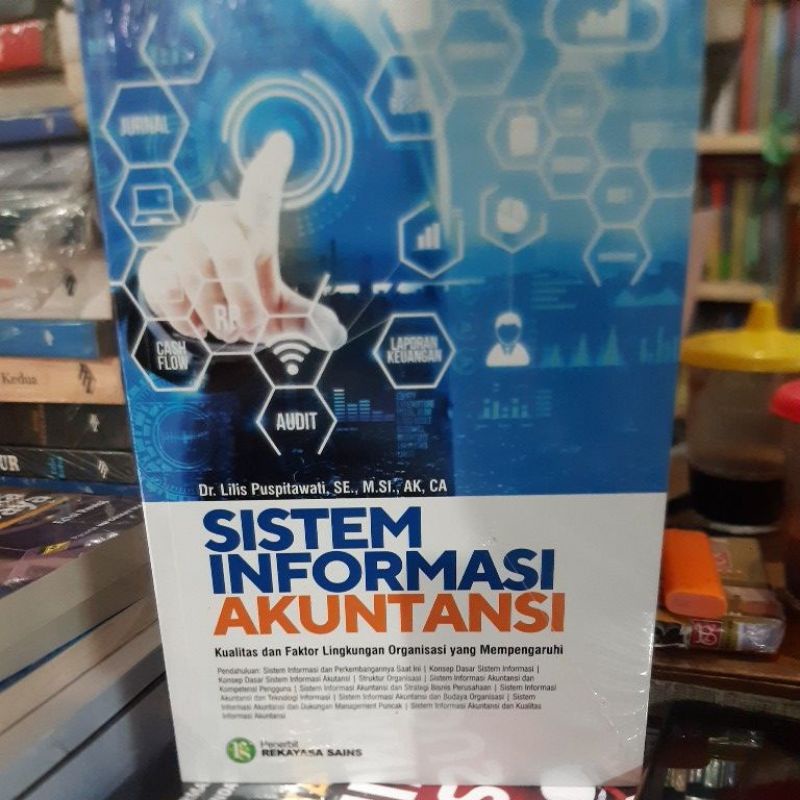 JURNAL
CASH
FLOW
LAPORAN
KEUANGAN
AUDIT
Kedua
UR
Dr. Lilis Puspitawati, SE., M.SI., AK, CA
SISTEM
INFORMASI
AKUNTANSI
Kualitas dan Faktor Lingkungan Organisasi yang Mempengaruhi
Pendahuluan: Sistem Informasi dan Perkembangannya Saat Ini | Konsep Dasar Sistem Informasi |
Konsep Dasar Sistem Informasi Akutansi | Struktur Organisasi | Sistem Informasi Akuntansi dan
Kompetensi Pengguna | Sistem Informasi Akuntansi dan Strategi Bisnis Perusahaan | Sistem Informasi
Akuntansi dan Teknologi Informasi | Sistem Informasi Akuntansi dan Budaya Organisasi | Sistem
Informasi Akuntansi dan Dukungan Management Puncak | Sistem Informasi Akuntansi dan Kualitas
Informasi Akuntansi
Penerbit
REKAYASA SAINS